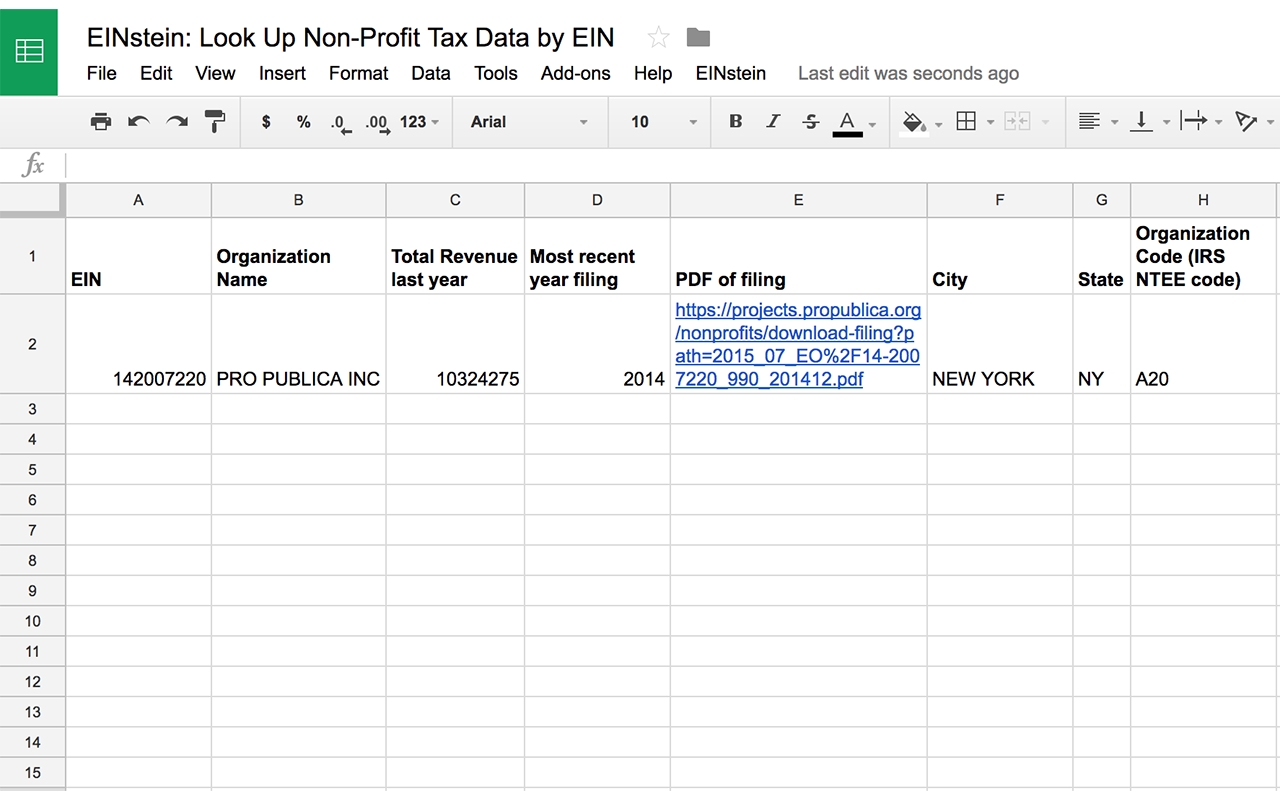 EINstein: Look Up Non-Profit Tax Data by EIN
File Edit View Insert Format Data Tools Add-ons Help EINstein Last edit was seconds ago
$ % .0 .00 123 Arial 10 B I S A
fx
A B C D E F G H
1
EIN
Organization
Name
Total Revenue
last year
Most recent
year filing
PDF of filing
City
State
Organization
Code (IRS
NTEE code)
2
142007220
PRO PUBLICA INC
10324275
2014
https://projects.propublica.org
/nonprofits/download-filing?p
ath=2015_07_EO%2F14-200
7220_990_201412.pdf
NEW YORK
NY
A20
3
4
5
6
7
8
9
10
11
12
13
14
15